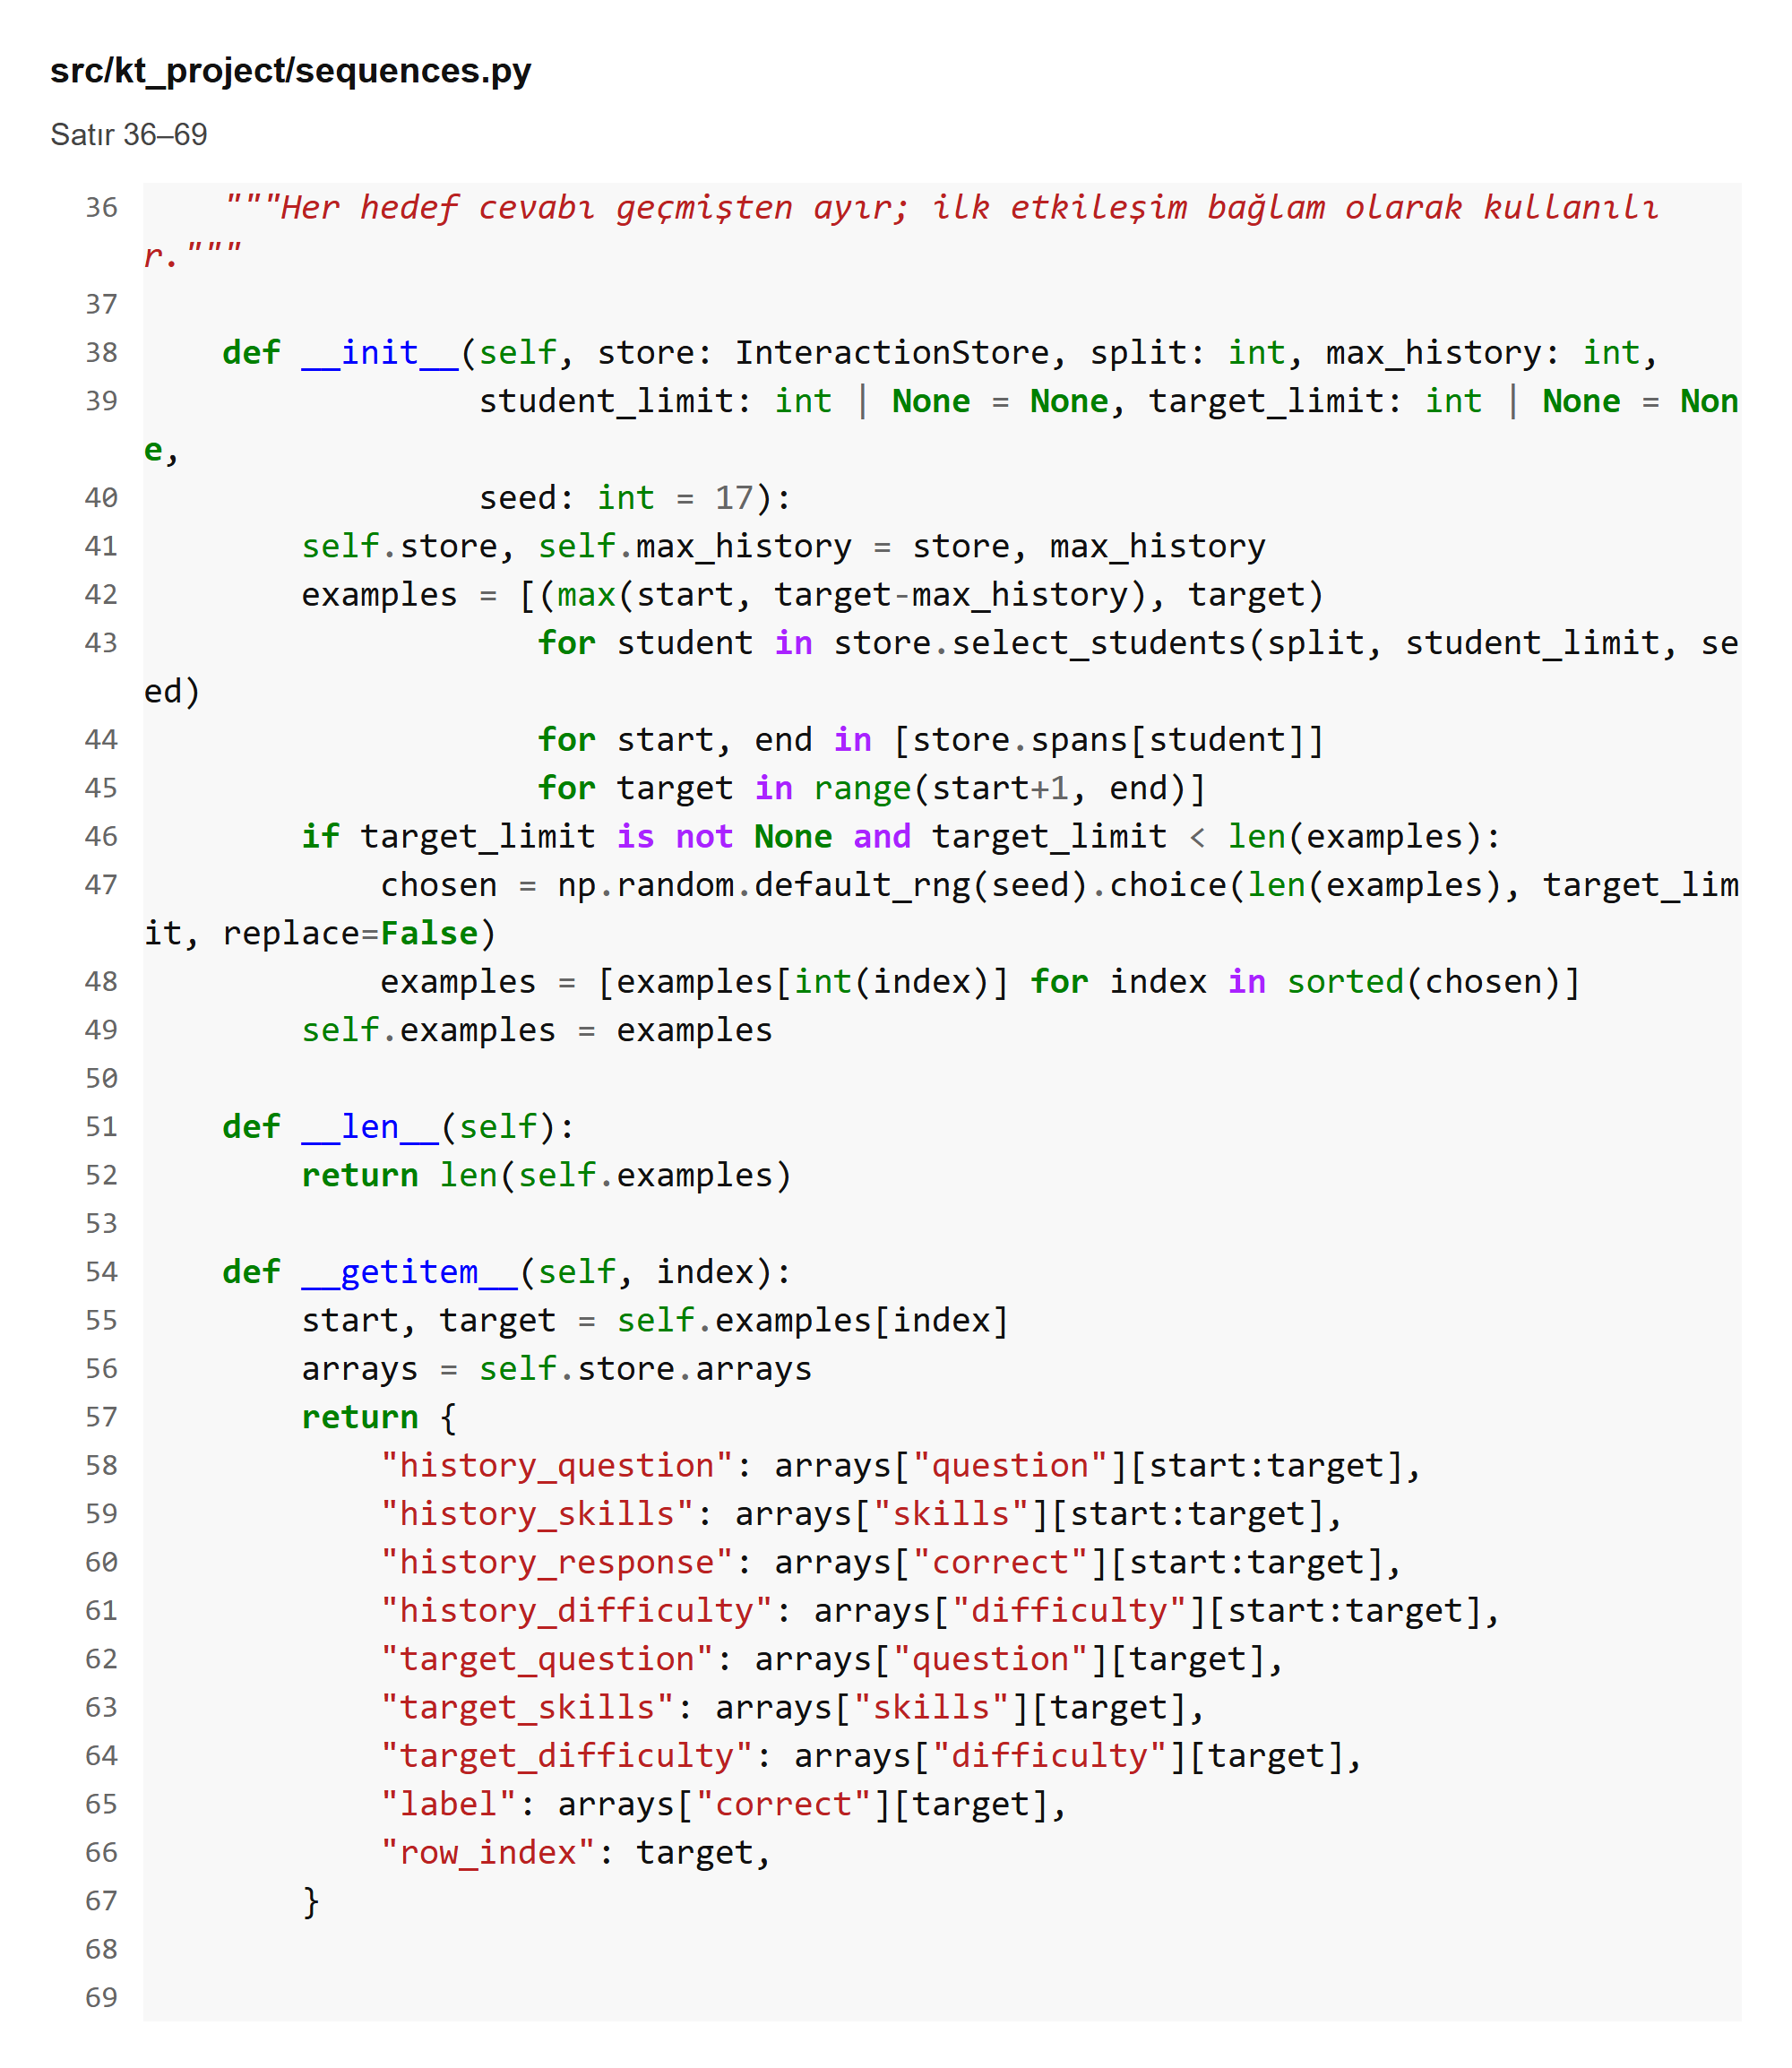 src/kt_project/sequences.py
Satır 36–69
36     """Her hedef cevabı geçmişten ayır; ilk etkileşim bağlam olarak kullanılı
r."""
37
38     def __init__(self, store: InteractionStore, split: int, max_history: int,
39                  student_limit: int | None = None, target_limit: int | None = Non
e,
40                  seed: int = 17):
41         self.store, self.max_history = store, max_history
42         examples = [(max(start, target-max_history), target)
43                     for student in store.select_students(split, student_limit, se
ed)
44                     for start, end in [store.spans[student]]
45                     for target in range(start+1, end)]
46         if target_limit is not None and target_limit < len(examples):
47             chosen = np.random.default_rng(seed).choice(len(examples), target_lim
it, replace=False)
48             examples = [examples[int(index)] for index in sorted(chosen)]
49         self.examples = examples
50
51     def __len__(self):
52         return len(self.examples)
53
54     def __getitem__(self, index):
55         start, target = self.examples[index]
56         arrays = self.store.arrays
57         return {
58             "history_question": arrays["question"][start:target],
59             "history_skills": arrays["skills"][start:target],
60             "history_response": arrays["correct"][start:target],
61             "history_difficulty": arrays["difficulty"][start:target],
62             "target_question": arrays["question"][target],
63             "target_skills": arrays["skills"][target],
64             "target_difficulty": arrays["difficulty"][target],
65             "label": arrays["correct"][target],
66             "row_index": target,
67         }
68
69